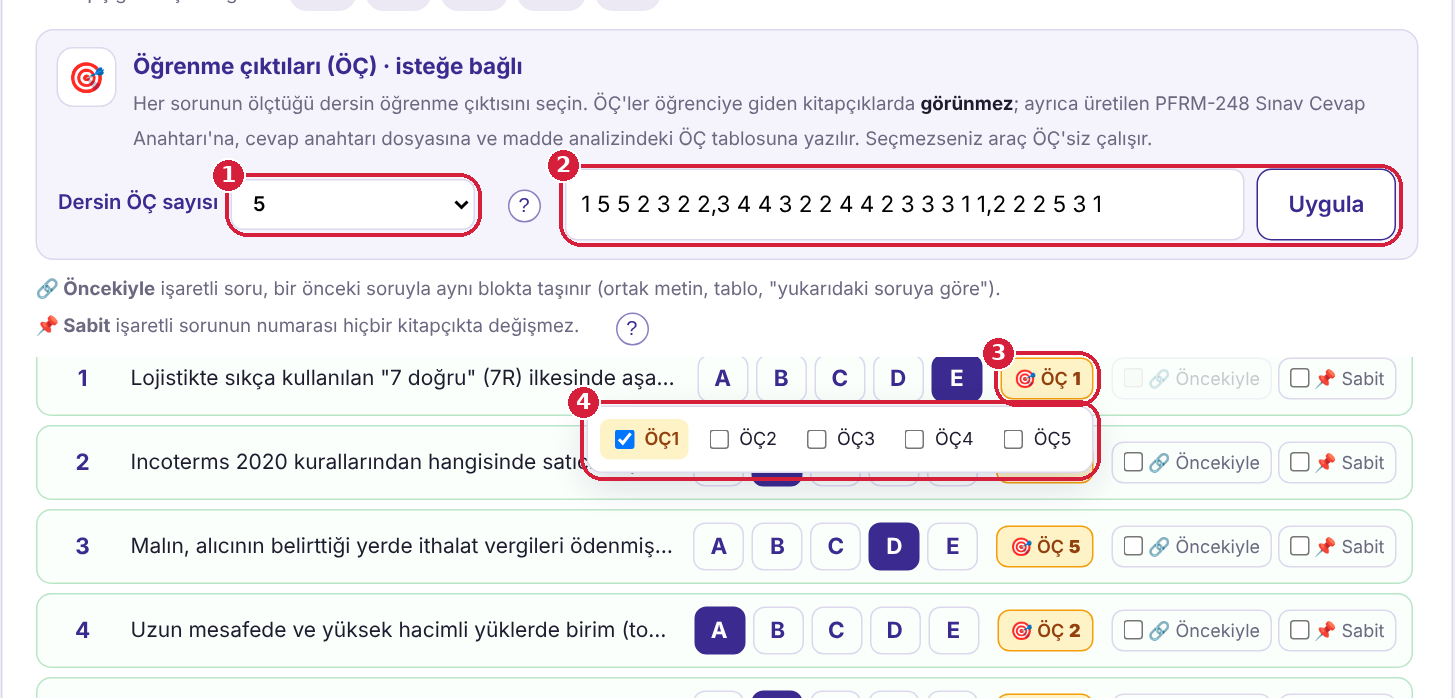 Öğrenme çıktıları (ÖÇ) · isteğe bağlı
Her sorunun ölçtüğü dersin öğrenme çıktısını seçin. ÖÇ'ler öğrenciye giden kitapçıklarda görünmez; ayrıca üretilen PFRM-248 Sınav Cevap
Anahtarı'na, cevap anahtarı dosyasına ve madde analizindeki ÖÇ tablosuna yazılır. Seçmezseniz araç ÖÇ'siz çalışır.
1 2
Dersin ÖÇ sayısı 5 ? 1 5 5 2 3 2 2,3 4 4 3 2 2 4 4 2 3 3 3 1 1,2 2 2 5 3 1 Uygula
🔗 Öncekiyle işaretli soru, bir önceki soruyla aynı blokta taşınır (ortak metin, tablo, "yukarıdaki soruya göre").
📌 Sabit işaretli sorunun numarası hiçbir kitapçıkta değişmez. ?
3
1 Lojistikte sıkça kullanılan "7 doğru" (7R) ilkesinde aşa... A B C D E 🎯 ÖÇ 1 🔗 Öncekiyle 📌 Sabit
4
ÖÇ1 ÖÇ2 ÖÇ3 ÖÇ4 ÖÇ5
2 Incoterms 2020 kurallarından hangisinde 🔗 Öncekiyle 📌 Sabit
3 Malın, alıcının belirttiği yerde ithalat vergileri ödenmiş... A B C D E 🎯 ÖÇ 5 🔗 Öncekiyle 📌 Sabit
4 Uzun mesafede ve yüksek hacimli yüklerde birim (to... A B C D E 🎯 ÖÇ 2 🔗 Öncekiyle 📌 Sabit